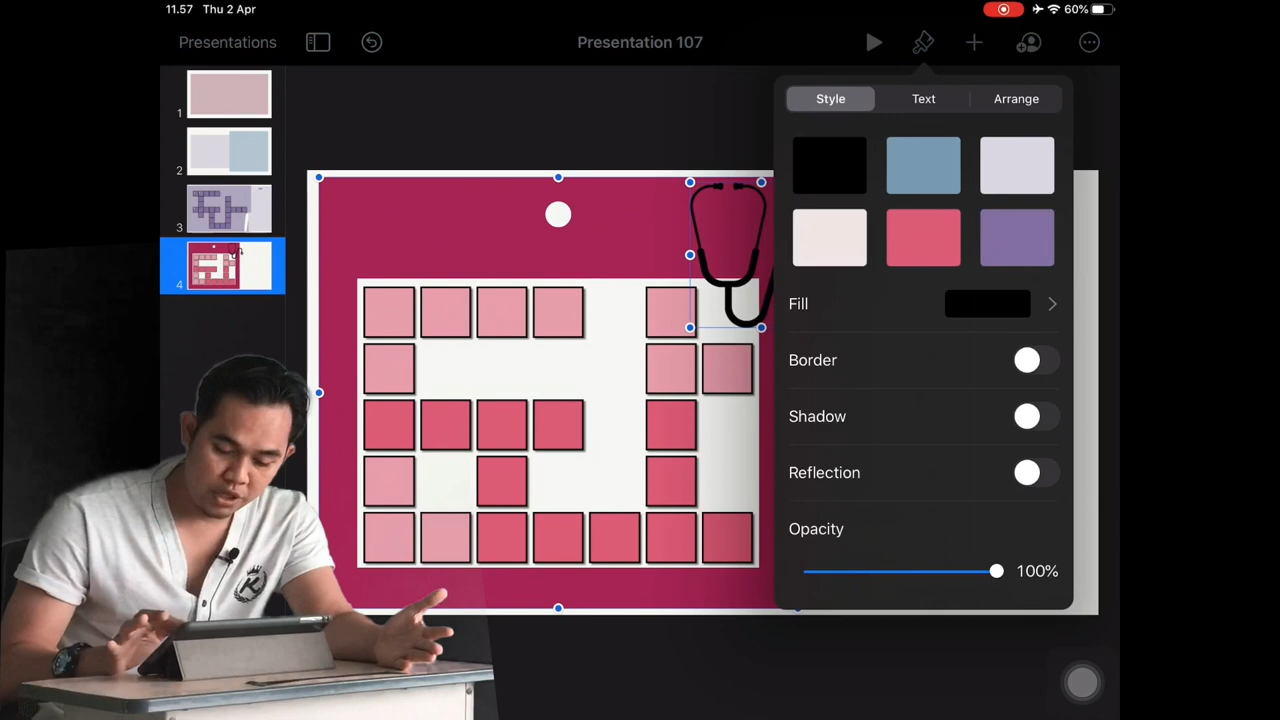 11.57 Thu 2 Apr
60%
Presentations
Presentation 107
Style
Text
Arrange
1
2
3
4
Fill
Border
Shadow
Reflection
Opacity
100%